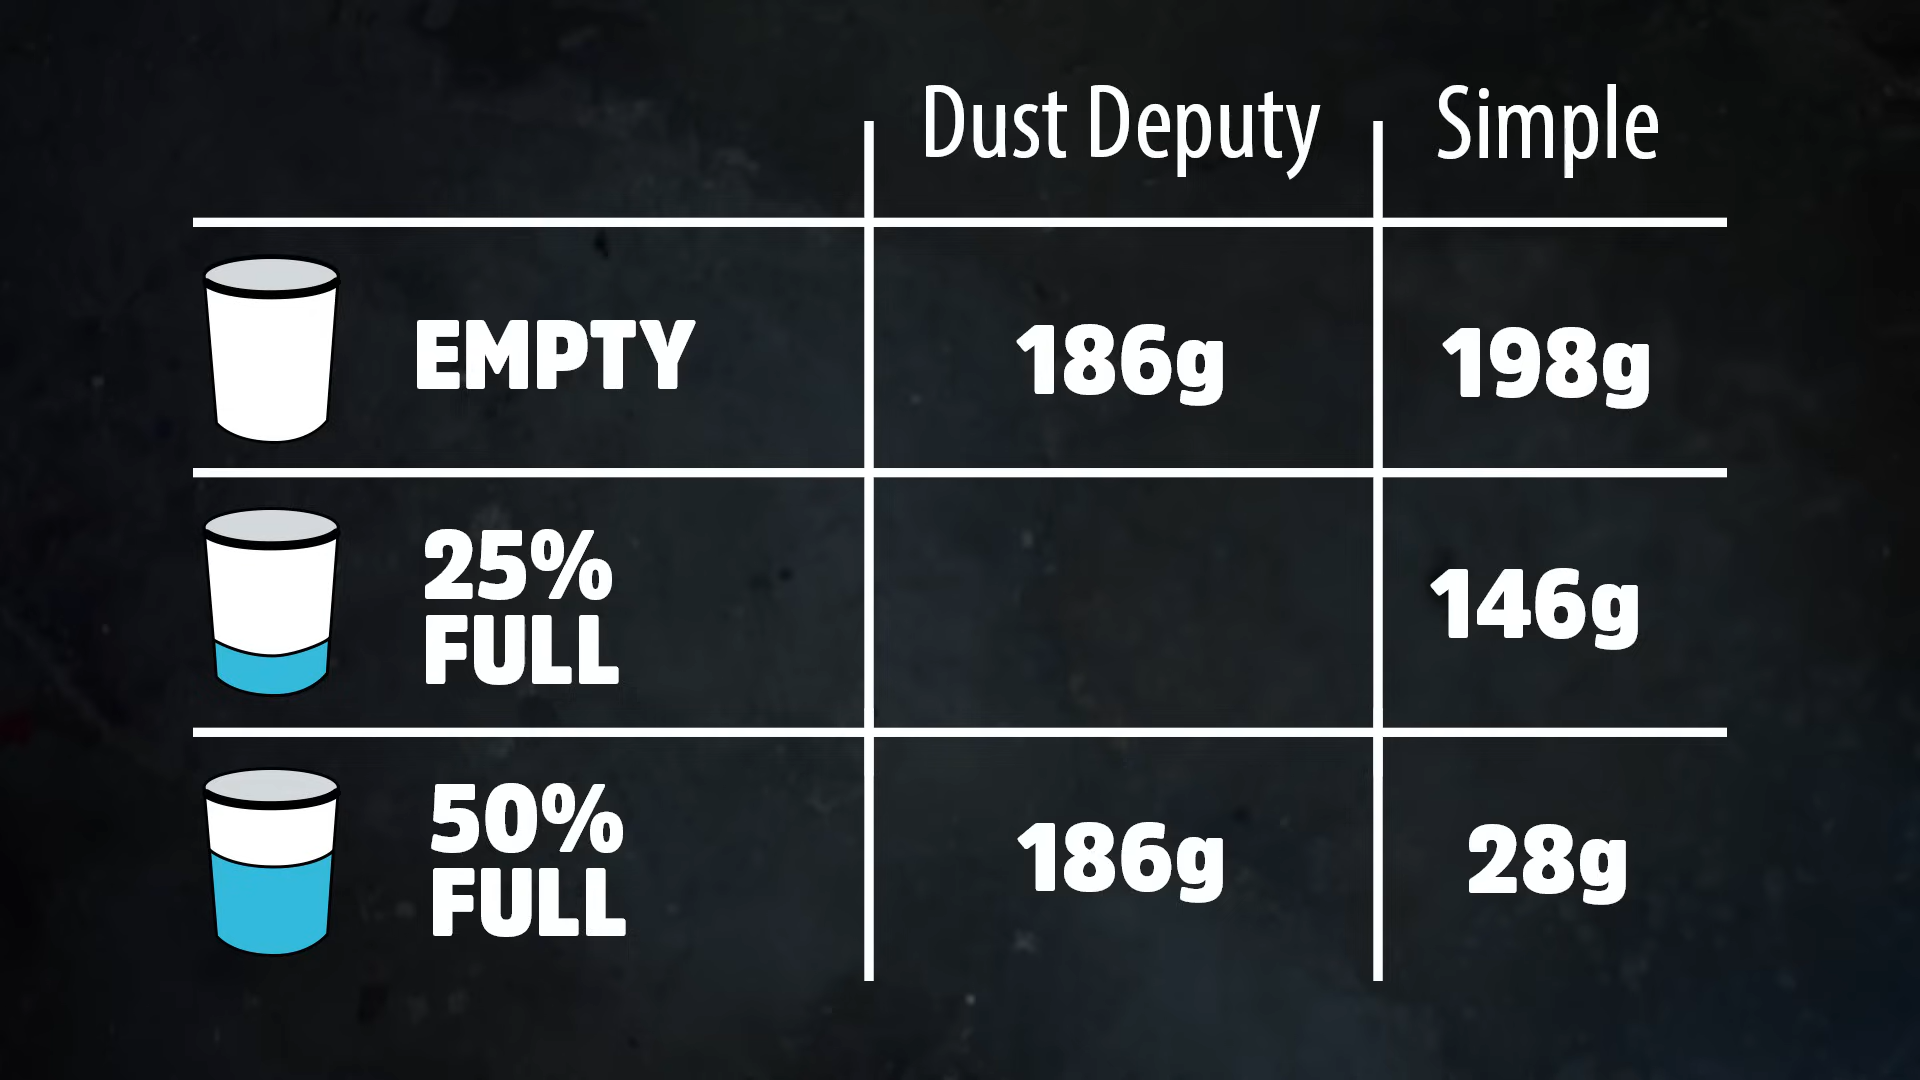 Dust Deputy Simple
EMPTY 186g 198g
25%
FULL 146g
50%
FULL 186g 28g